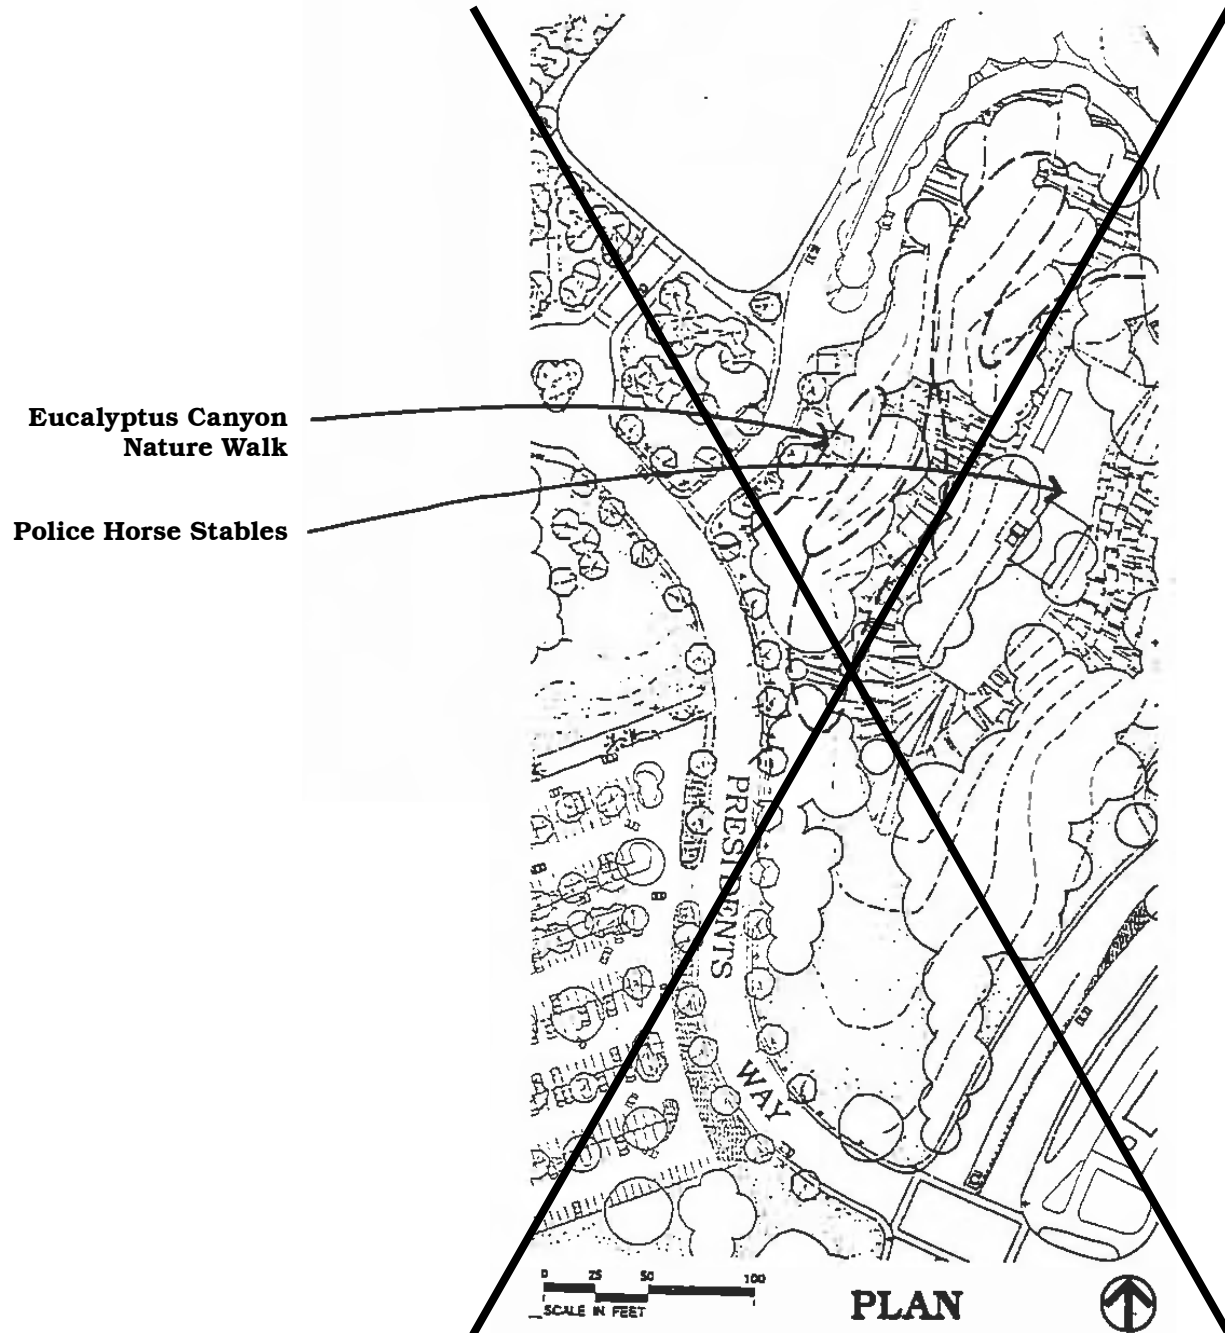 Eucalyptus Canyon
Nature Walk
Police Horse Stables
PRESIDENTS
WAY
0 25 50 100
SCALE IN FEET
PLAN